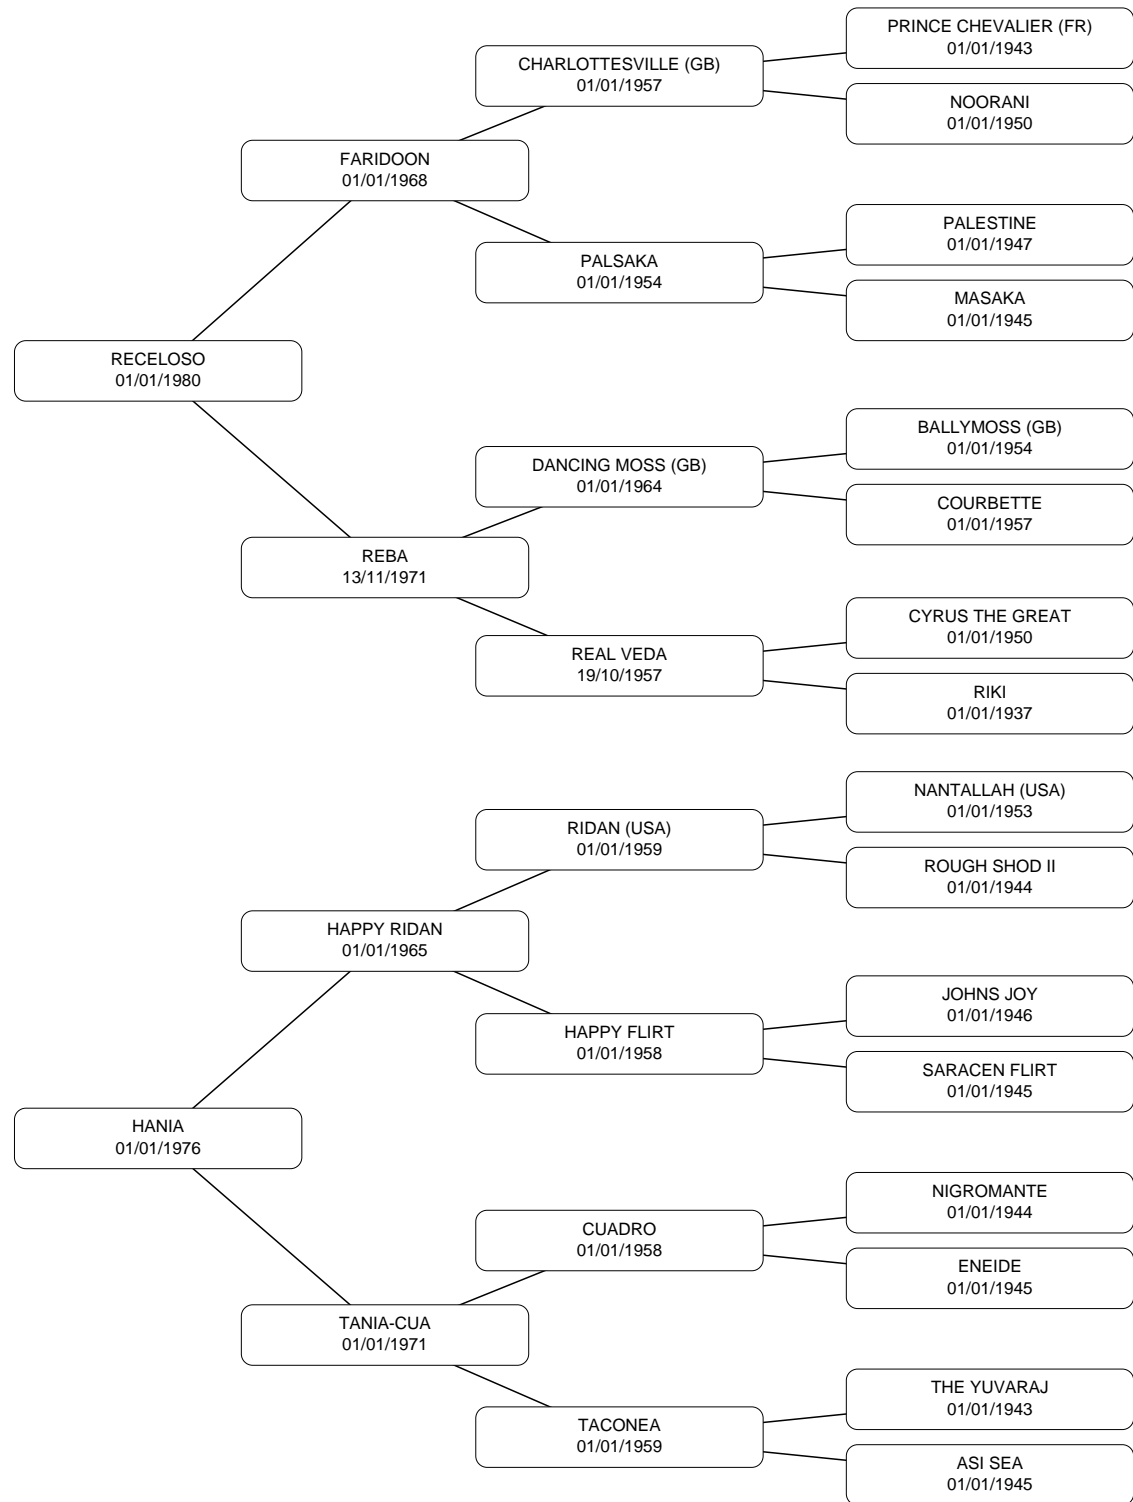 PRINCE CHEVALIER (FR)
01/01/1943
CHARLOTTESVILLE (GB)
01/01/1957
NOORANI
01/01/1950
FARIDOON
01/01/1968
PALESTINE
01/01/1947
PALSAKA
01/01/1954
MASAKA
01/01/1945
RECELOSO
01/01/1980
BALLYMOSS (GB)
01/01/1954
DANCING MOSS (GB)
01/01/1964
COURBETTE
01/01/1957
REBA
13/11/1971
CYRUS THE GREAT
01/01/1950
REAL VEDA
19/10/1957
RIKI
01/01/1937
NANTALLAH (USA)
01/01/1953
RIDAN (USA)
01/01/1959
ROUGH SHOD II
01/01/1944
HAPPY RIDAN
01/01/1965
JOHNS JOY
01/01/1946
HAPPY FLIRT
01/01/1958
SARACEN FLIRT
01/01/1945
HANIA
01/01/1976
NIGROMANTE
01/01/1944
CUADRO
01/01/1958
ENEIDE
01/01/1945
TANIA-CUA
01/01/1971
THE YUVARAJ
01/01/1943
TACONEA
01/01/1959
ASI SEA
01/01/1945